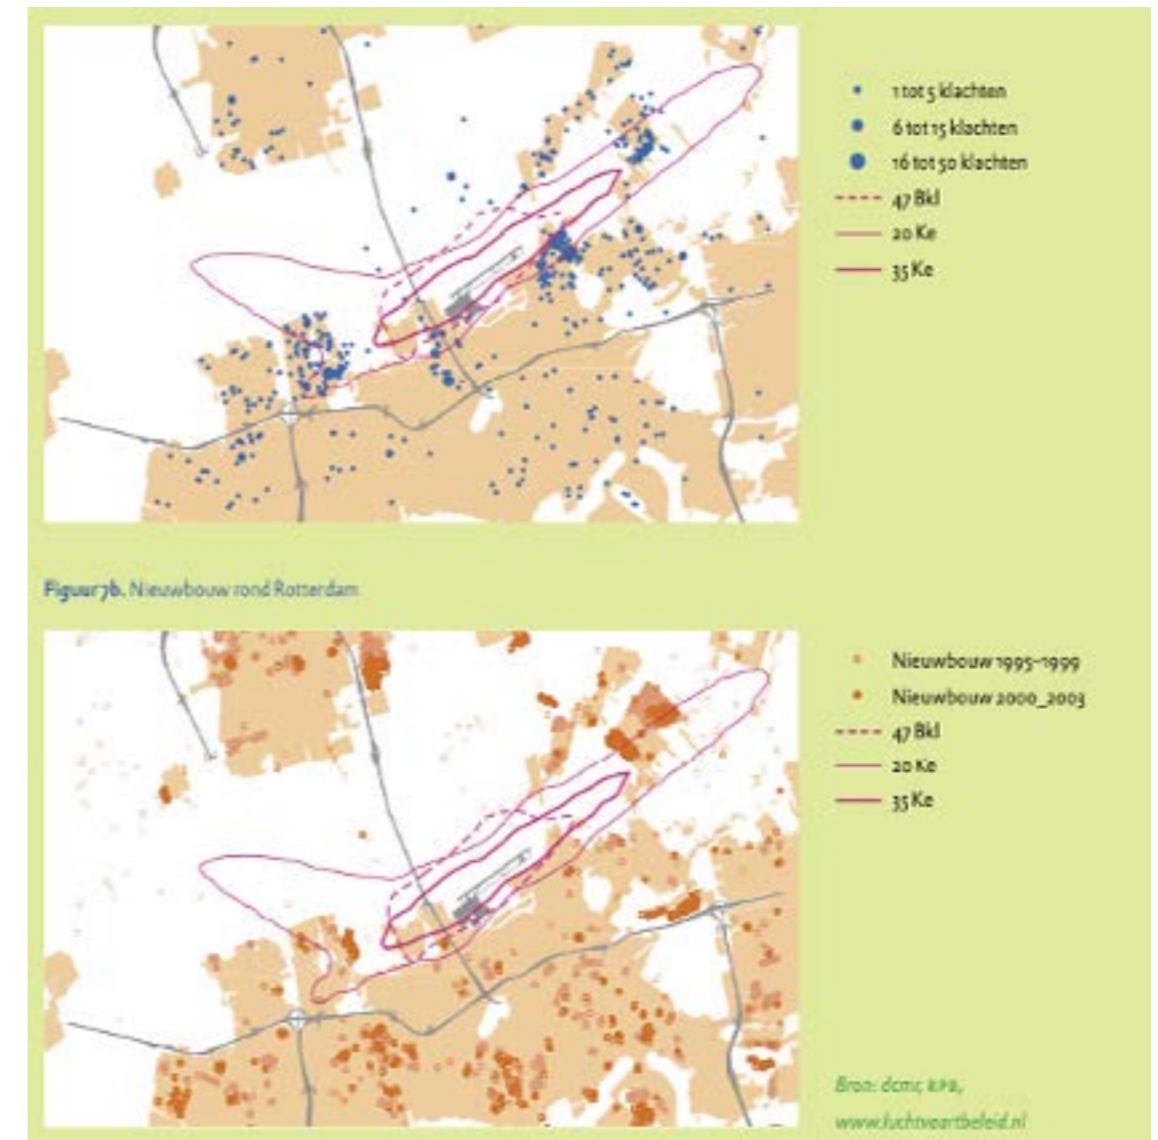 1 tot 5 klachten
6 tot 15 klachten
16 tot 50 klachten
47 Bkl
20 Ke
35 Ke
Figuur 7b. Nieuwbouw rond Rotterdam
Nieuwbouw 1995-1999
Nieuwbouw 2000_2003
47 Bkl
20 Ke
35 Ke
Bron: dcmr, RPB,
www.luchtvaartbeleid.nl